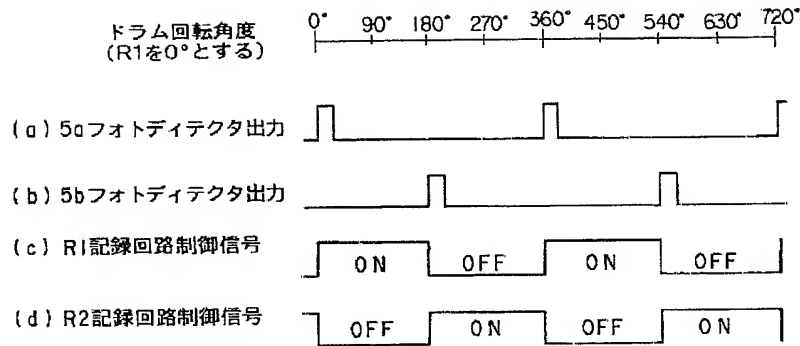 ドラム回転角度
(R1を0°とする)
0° 90° 180° 270° 360° 450° 540° 630° 720°
(a) 5aフォトディテクタ出力
(b) 5bフォトディテクタ出力
(c) R1記録回路制御信号
ON OFF ON OFF
(d) R2記録回路制御信号
OFF ON OFF ON